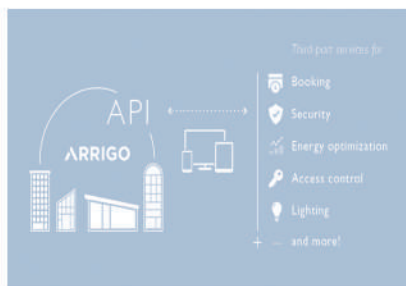 Third-part services for
API
ARRIGO
Booking
Security
Energy optimization
Access control
Lighting
+ ... and more!